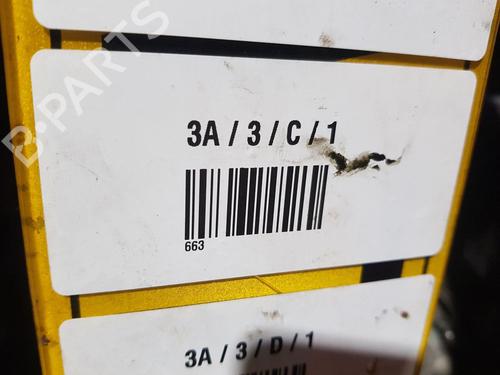 B-PARTS
3A / 3 / C / 1
663
3A / 3 / D / 1